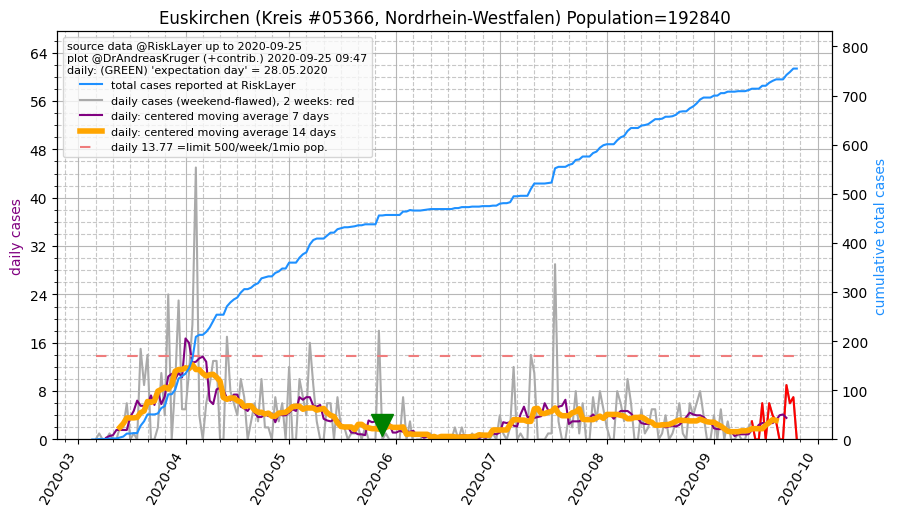 Euskirchen (Kreis #05366, Nordrhein-Westfalen) Population=192840
source data @RiskLayer up to 2020-09-25
plot @DrAndreasKruger (+contrib.) 2020-09-25 09:47
daily: (GREEN) 'expectation day' = 28.05.2020
total cases reported at RiskLayer
daily cases (weekend-flawed), 2 weeks: red
daily: centered moving average 7 days
daily: centered moving average 14 days
daily 13.77 =limit 500/week/1mio pop.
daily cases
64
56
48
40
32
24
16
8
0
cumulative total cases
800
700
600
500
400
300
200
100
0
2020-03
2020-04
2020-05
2020-06
2020-07
2020-08
2020-09
2020-10